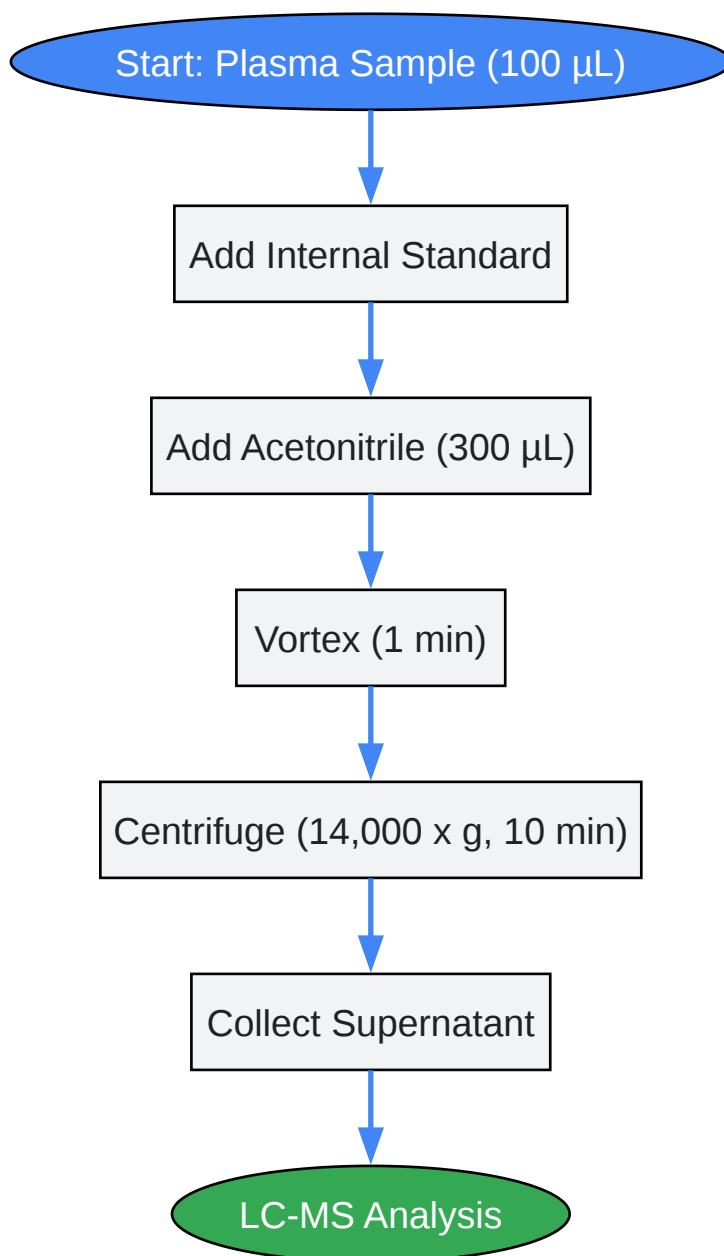 Start: Plasma Sample (100 µL)
Add Internal Standard
Add Acetonitrile (300 µL)
Vortex (1 min)
Centrifuge (14,000 x g, 10 min)
Collect Supernatant
LC-MS Analysis